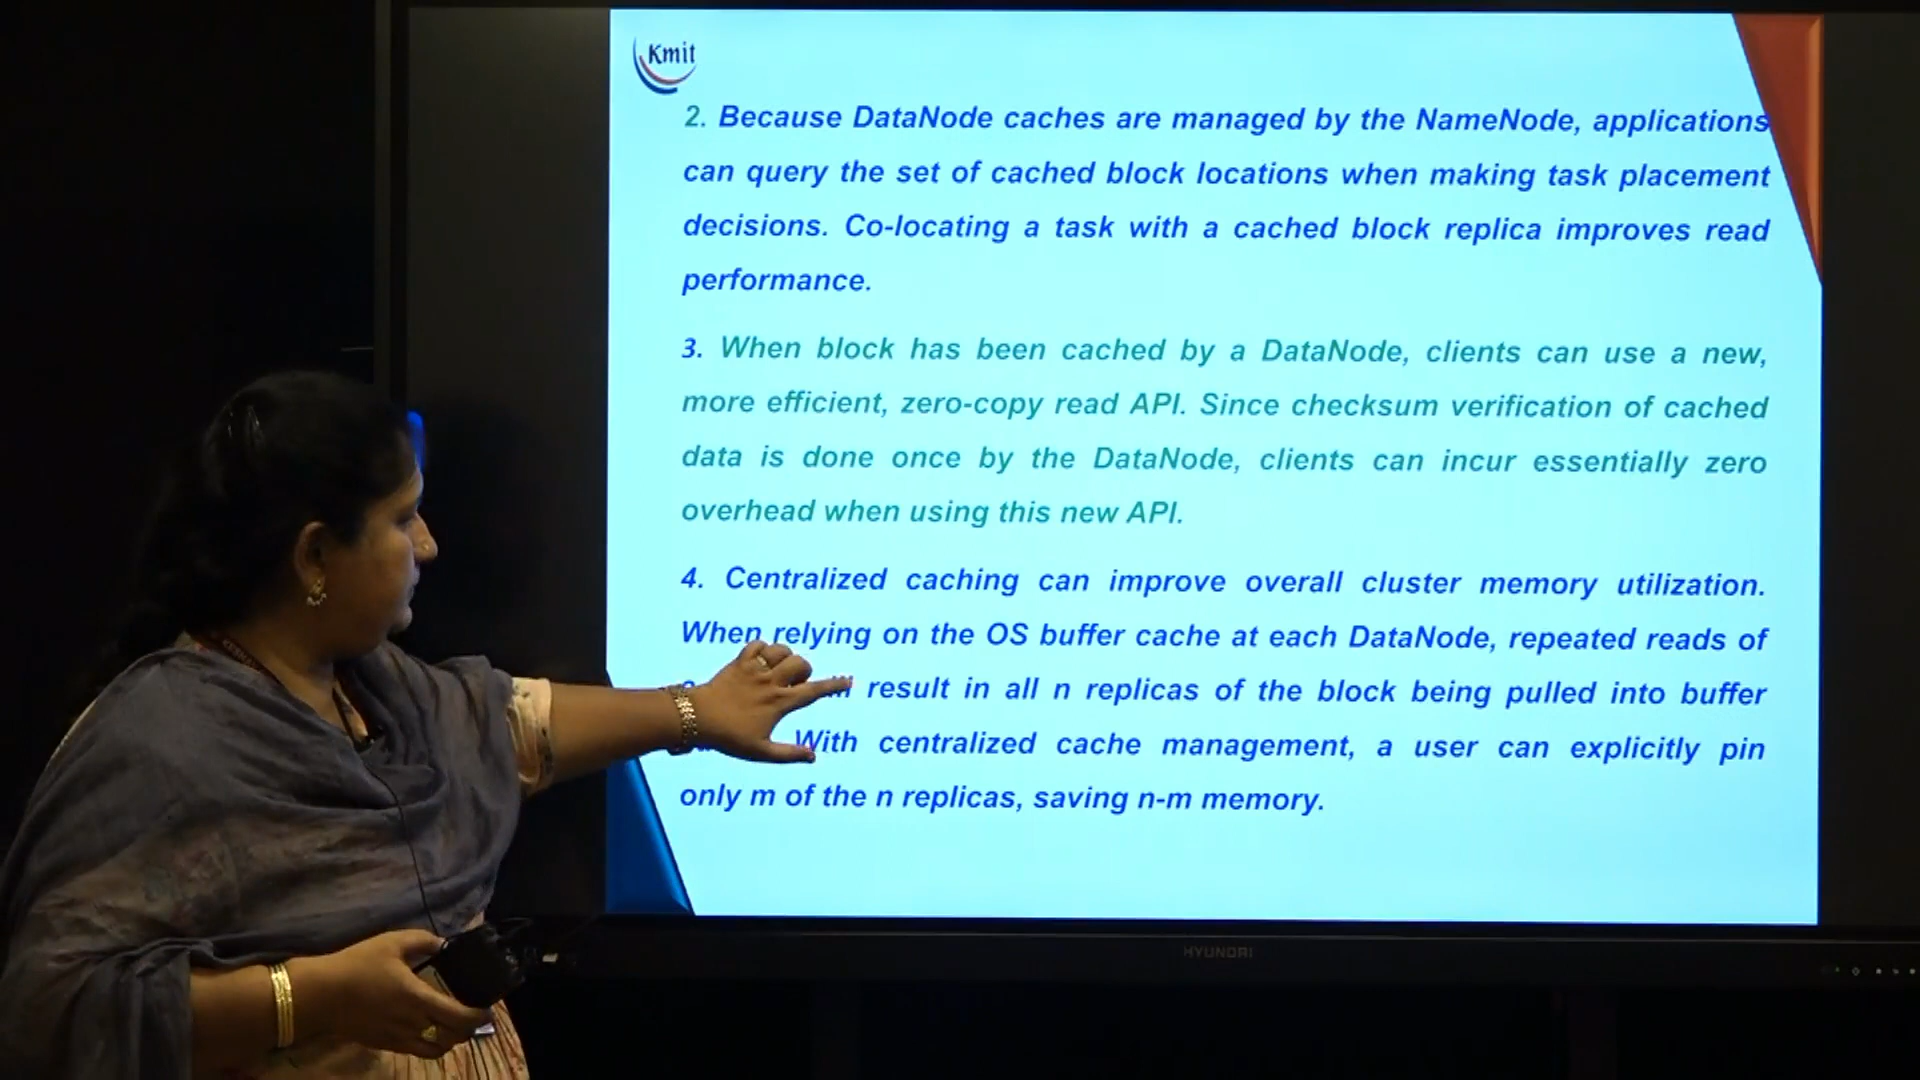 Kmit
2. Because DataNode caches are managed by the NameNode, applications
can query the set of cached block locations when making task placement
decisions. Co-locating a task with a cached block replica improves read
performance.
3. When block has been cached by a DataNode, clients can use a new,
more efficient, zero-copy read API. Since checksum verification of cached
data is done once by the DataNode, clients can incur essentially zero
overhead when using this new API.
4. Centralized caching can improve overall cluster memory utilization.
When relying on the OS buffer cache at each DataNode, repeated reads of
result in all n replicas of the block being pulled into buffer
With centralized cache management, a user can explicitly pin
only m of the n replicas, saving n-m memory.
HYUNDAI